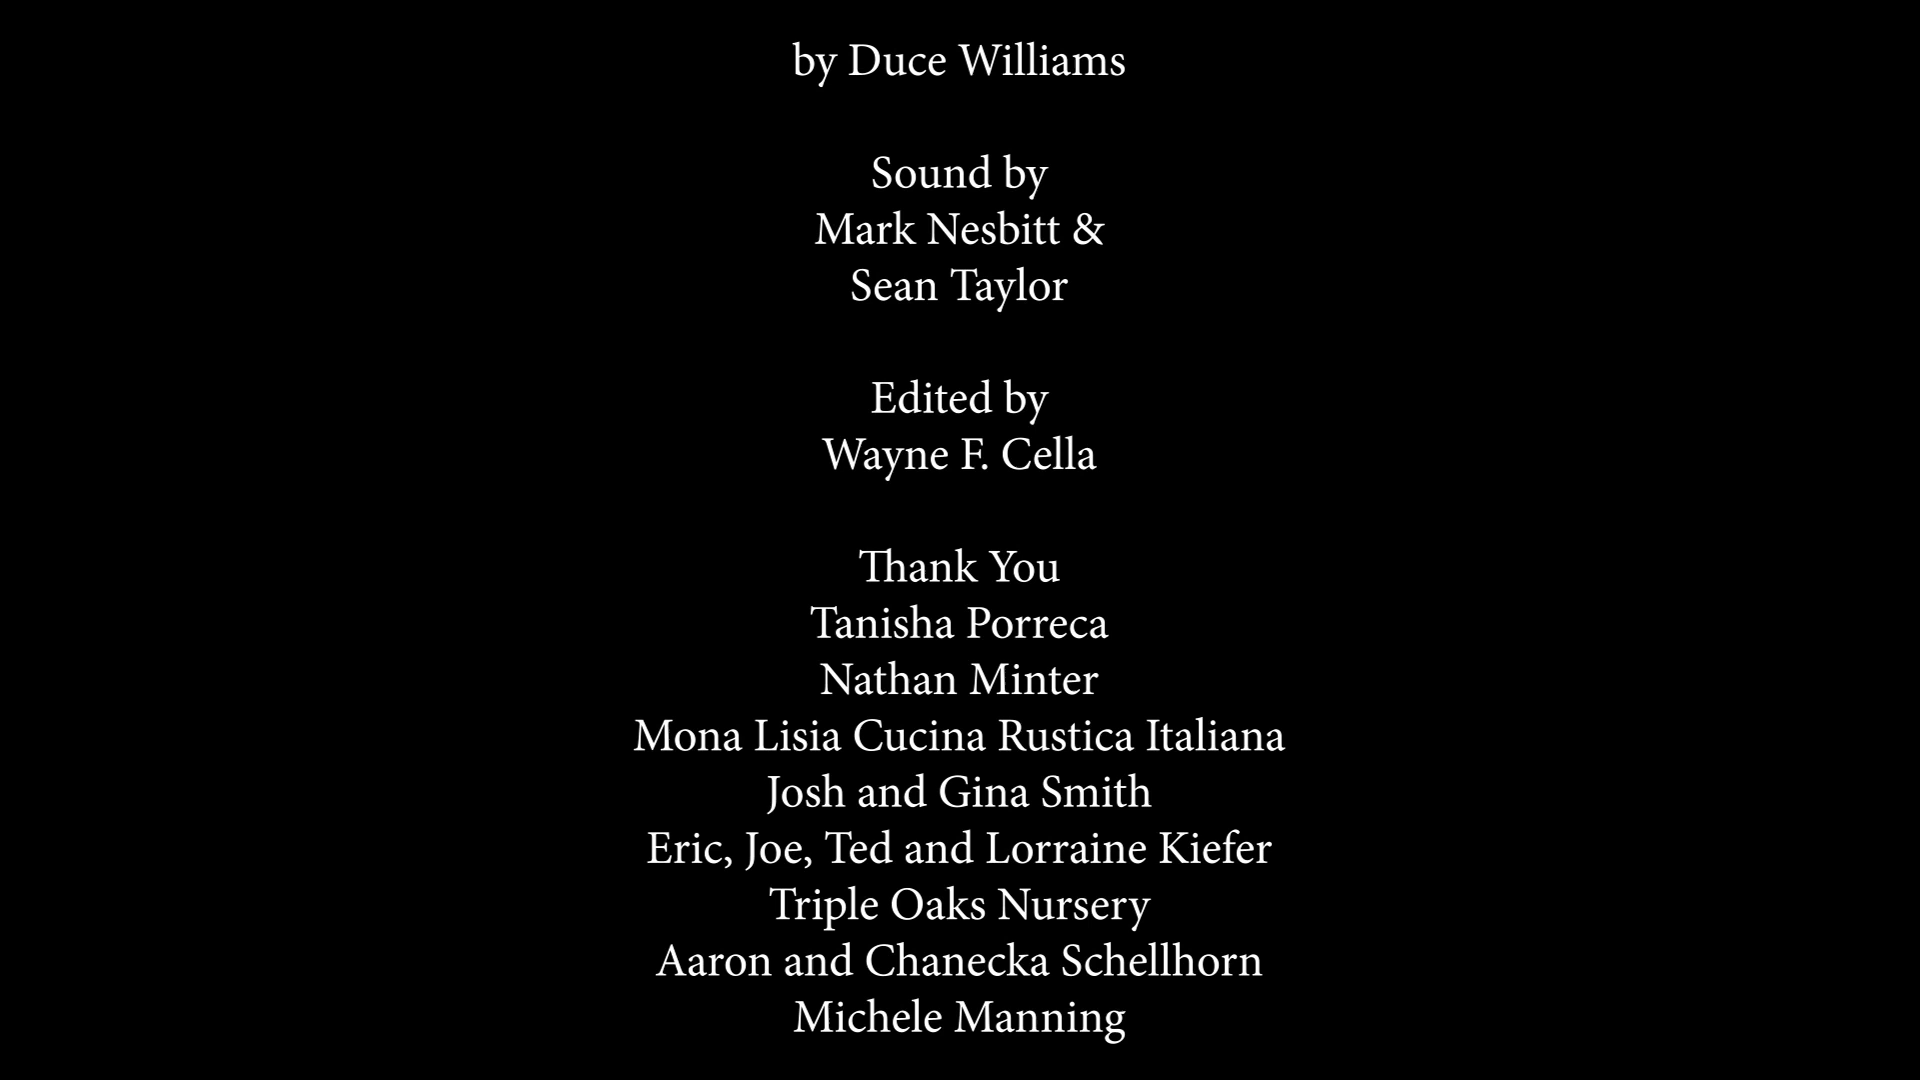 by Duce Williams
Sound by
Mark Nesbitt &
Sean Taylor
Edited by
Wayne F. Cella
Thank You
Tanisha Porreca
Nathan Minter
Mona Lisia Cucina Rustica Italiana
Josh and Gina Smith
Eric, Joe, Ted and Lorraine Kiefer
Triple Oaks Nursery
Aaron and Chanecka Schellhorn
Michele Manning